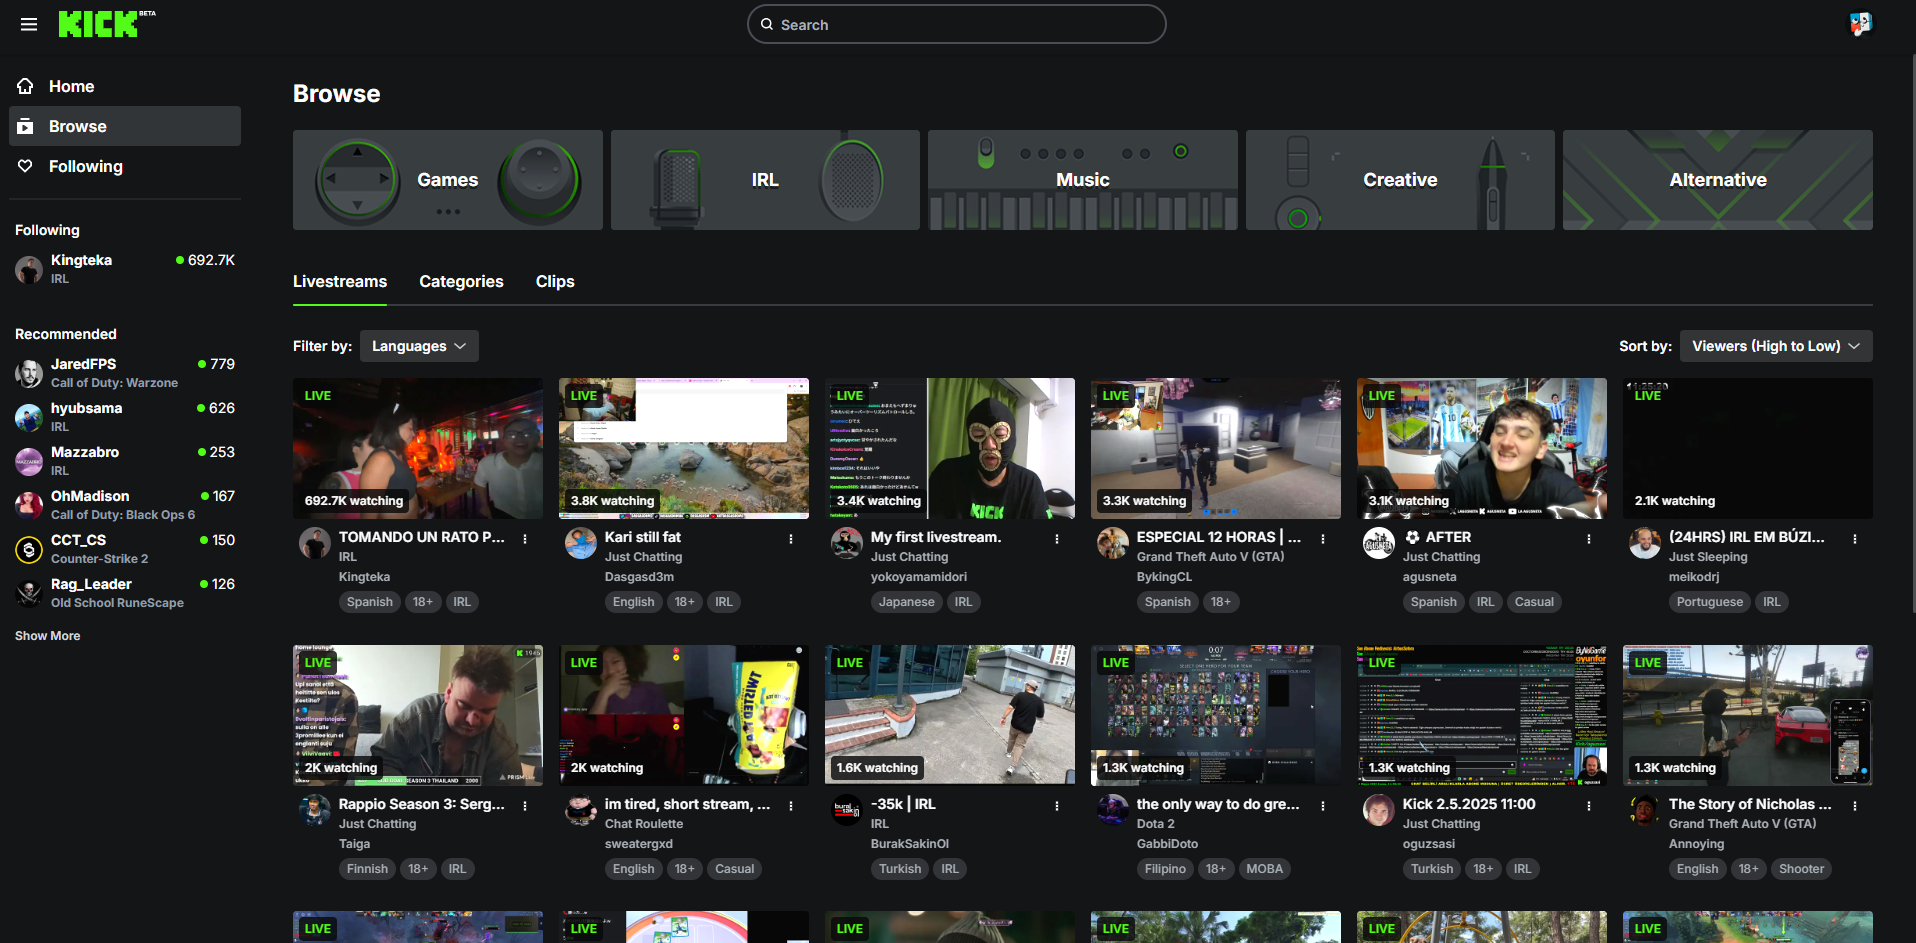 KICK BETA
Search
Home
Browse
Following
Following
Kingteka
692.7K
IRL
Recommended
JaredFPS
779
Call of Duty: Warzone
hyubsama
626
IRL
Mazzabro
253
IRL
OhMadison
167
Call of Duty: Black Ops 6
CCT_CS
150
Counter-Strike 2
Rag_Leader
126
Old School RuneScape
Show More
Browse
Games
IRL
Music
Creative
Alternative
Livestreams
Categories
Clips
Filter by:
Languages
Sort by:
Viewers (High to Low)
LIVE
692.7K watching
TOMANDO UN RATO P...
IRL
Kingteka
Spanish 18+ IRL
LIVE
3.8K watching
Kari still fat
Just Chatting
Dasgasd3m
English 18+ IRL
LIVE
3.4K watching
KICK
My first livestream.
Just Chatting
yokoyamamidori
Japanese IRL
LIVE
3.3K watching
ESPECIAL 12 HORAS | ...
Grand Theft Auto V (GTA)
BykingCL
Spanish 18+
LIVE
3.1K watching
⚽ AFTER
Just Chatting
agusneta
Spanish IRL Casual
LIVE
2.1K watching
(24HRS) IRL EM BÚZI...
Just Sleeping
meikodrj
Portuguese IRL
LIVE
2K watching
Rappio Season 3: Serg...
Just Chatting
Taiga
Finnish 18+ IRL
LIVE
TWISTED
2K watching
im tired, short stream, ...
Chat Roulette
sweatergxd
English 18+ Casual
LIVE
1.6K watching
-35k | IRL
IRL
BurakSakinOl
Turkish IRL
LIVE
0:07
1.3K watching
the only way to do gre...
Dota 2
GabbiDoto
Filipino 18+ MOBA
LIVE
1.3K watching
Kick 2.5.2025 11:00
Just Chatting
oguzsasi
Turkish 18+ IRL
LIVE
1.3K watching
The Story of Nicholas ...
Grand Theft Auto V (GTA)
Annoying
English 18+ Shooter
LIVE
LIVE
LIVE
LIVE
LIVE
LIVE